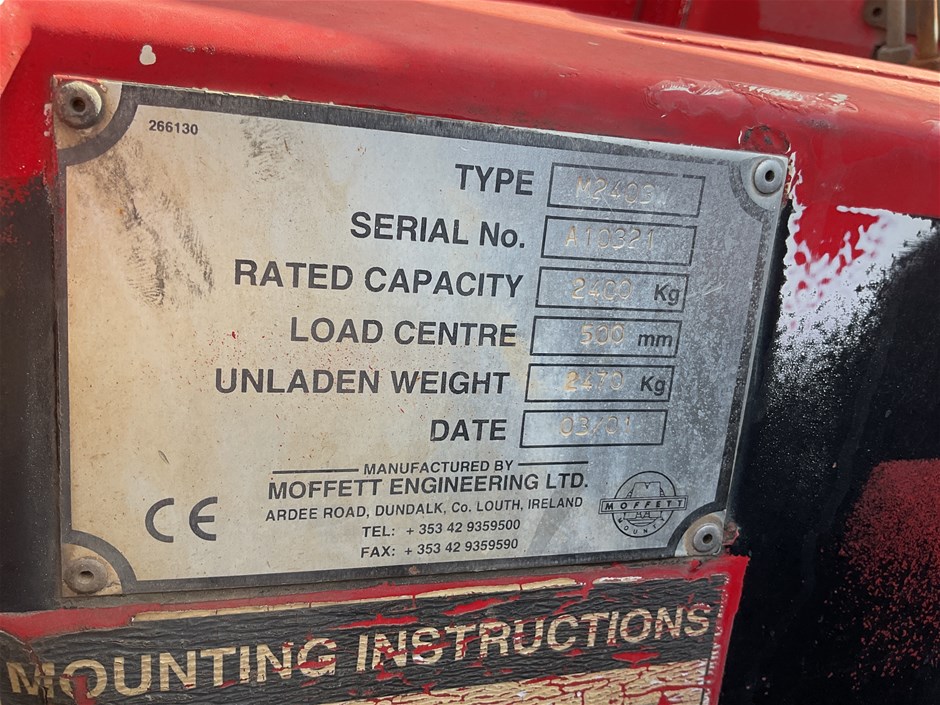 266130
TYPE M2403W
SERIAL No. A10321
RATED CAPACITY 2400 Kg
LOAD CENTRE 500 mm
UNLADEN WEIGHT 2470 Kg
DATE 03/01
MANUFACTURED BY
MOFFETT ENGINEERING LTD.
ARDEE ROAD, DUNDALK, Co. LOUTH, IRELAND
TEL: + 353 42 9359500
FAX: + 353 42 9359590
CE
MOFFETT
MOUNTY
MOUNTING INSTRUCTIONS